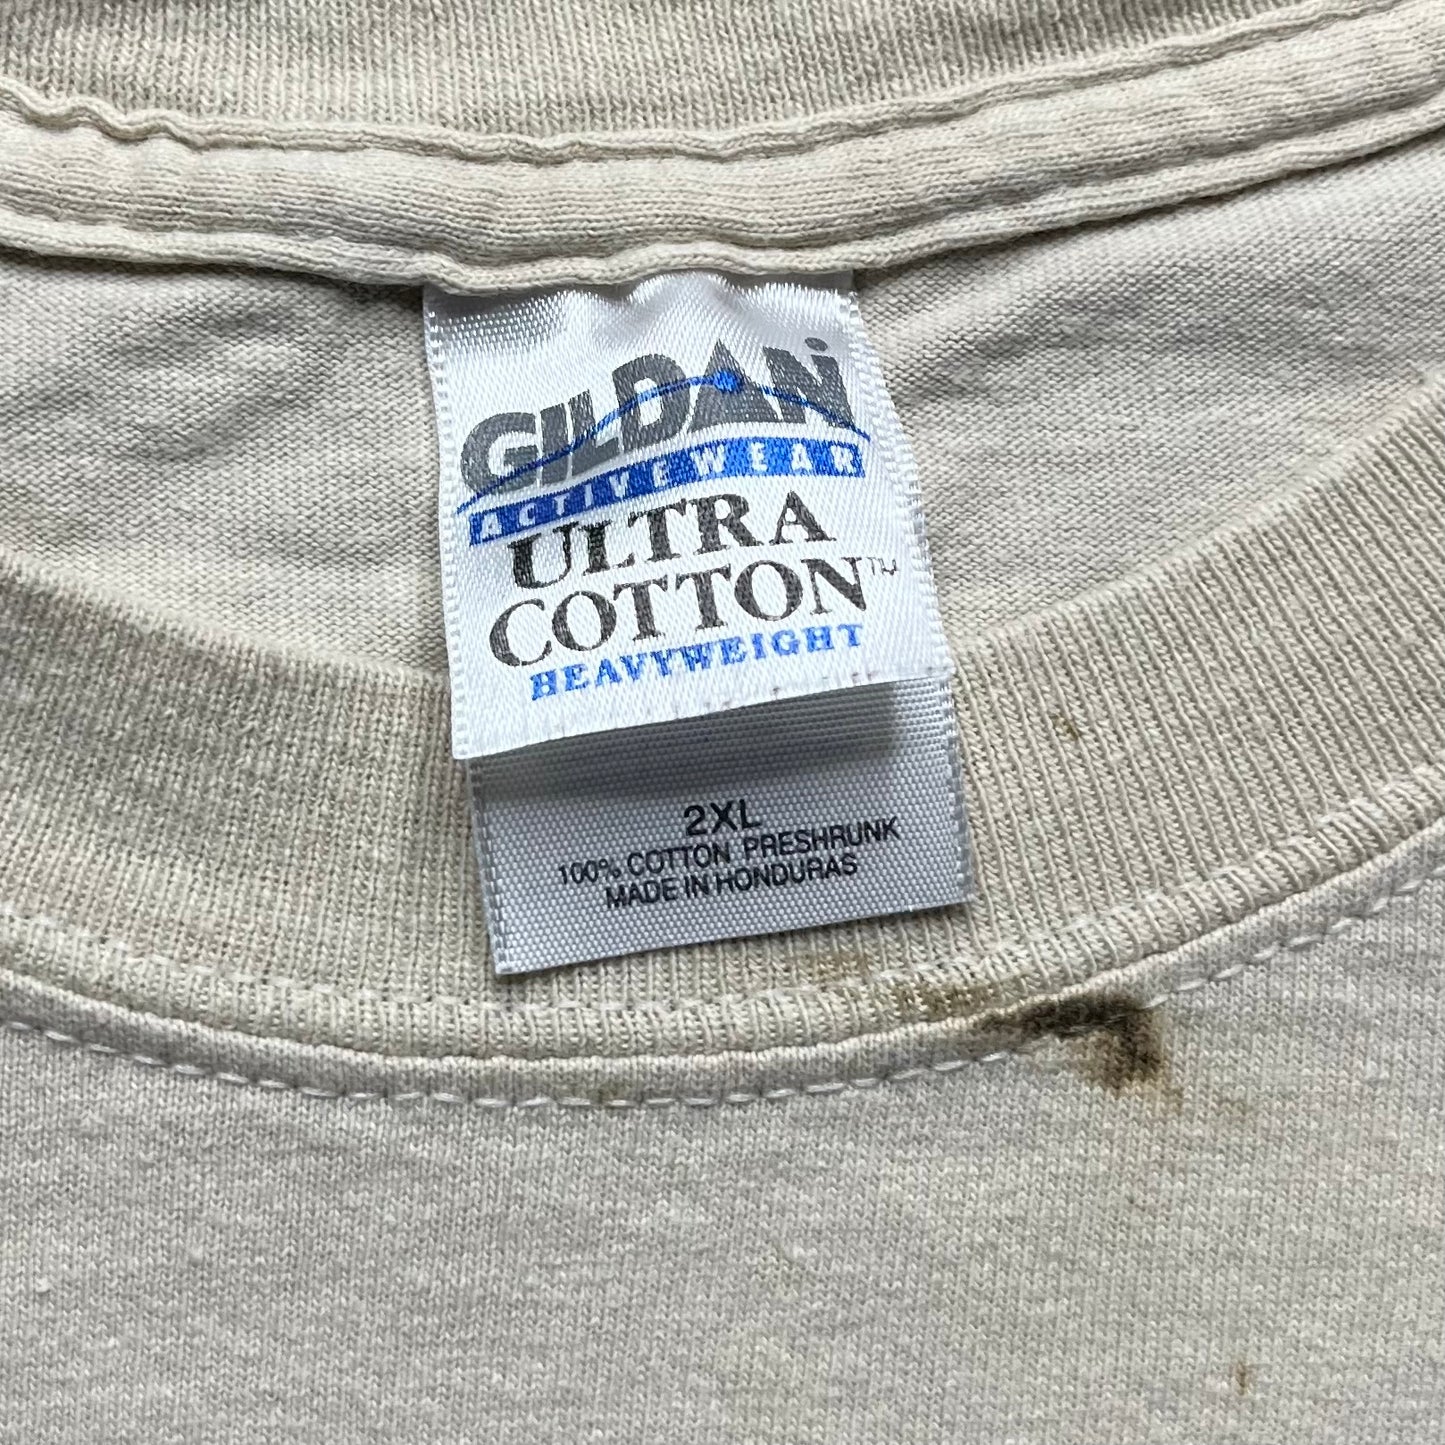 GILDAN
ACTIVEWEAR
ULTRA
COTTON™
HEAVYWEIGHT
2XL
100% COTTON PRESHRUNK
MADE IN HONDURAS